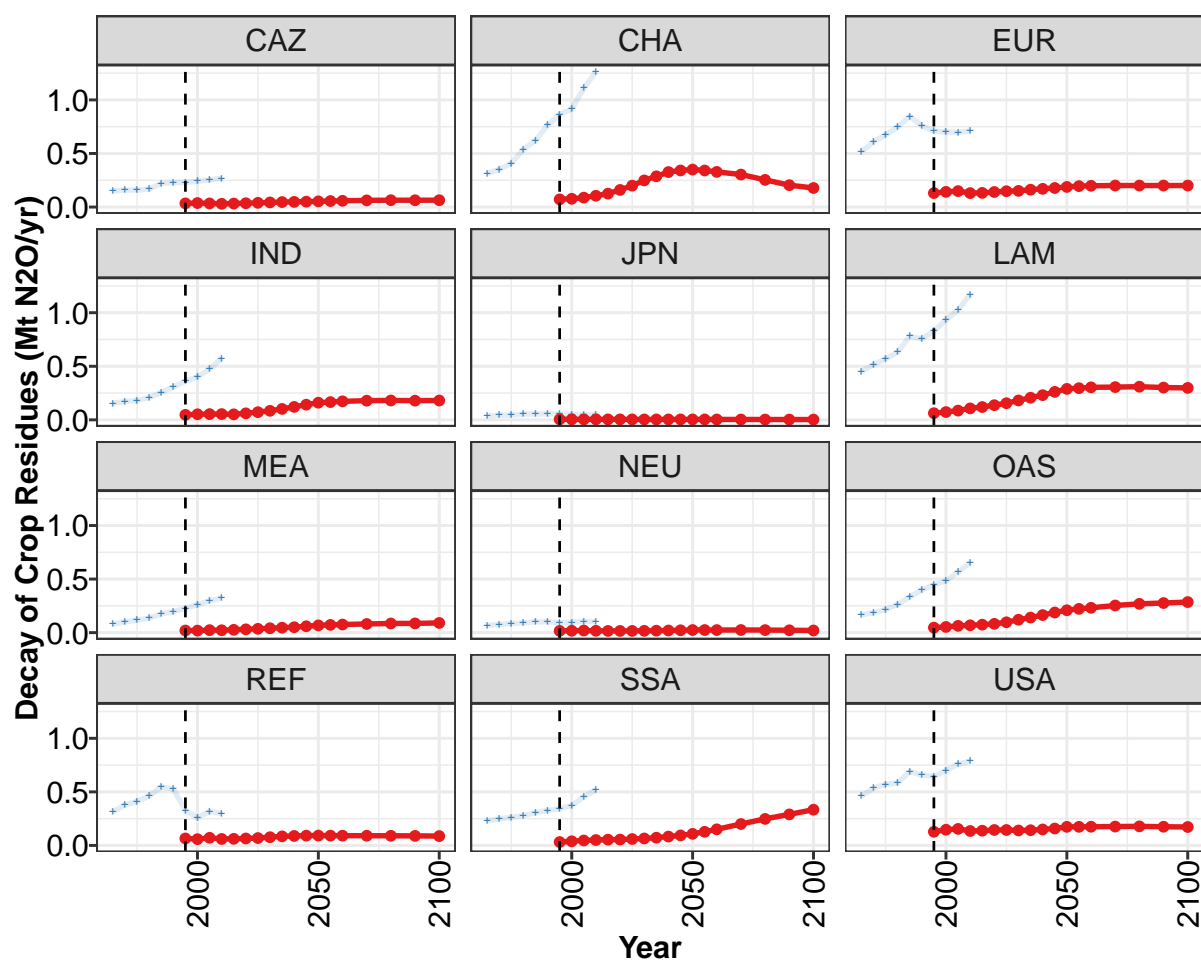 CAZ CHA EUR
1.0
0.5
0.0
IND JPN LAM
1.0
0.5
0.0
MEA NEU OAS
1.0
0.5
0.0
REF SSA USA
1.0
0.5
0.0
2000 2050 2100 2000 2050 2100 2000 2050 2100
Year
Decay of Crop Residues (Mt N2O/yr)